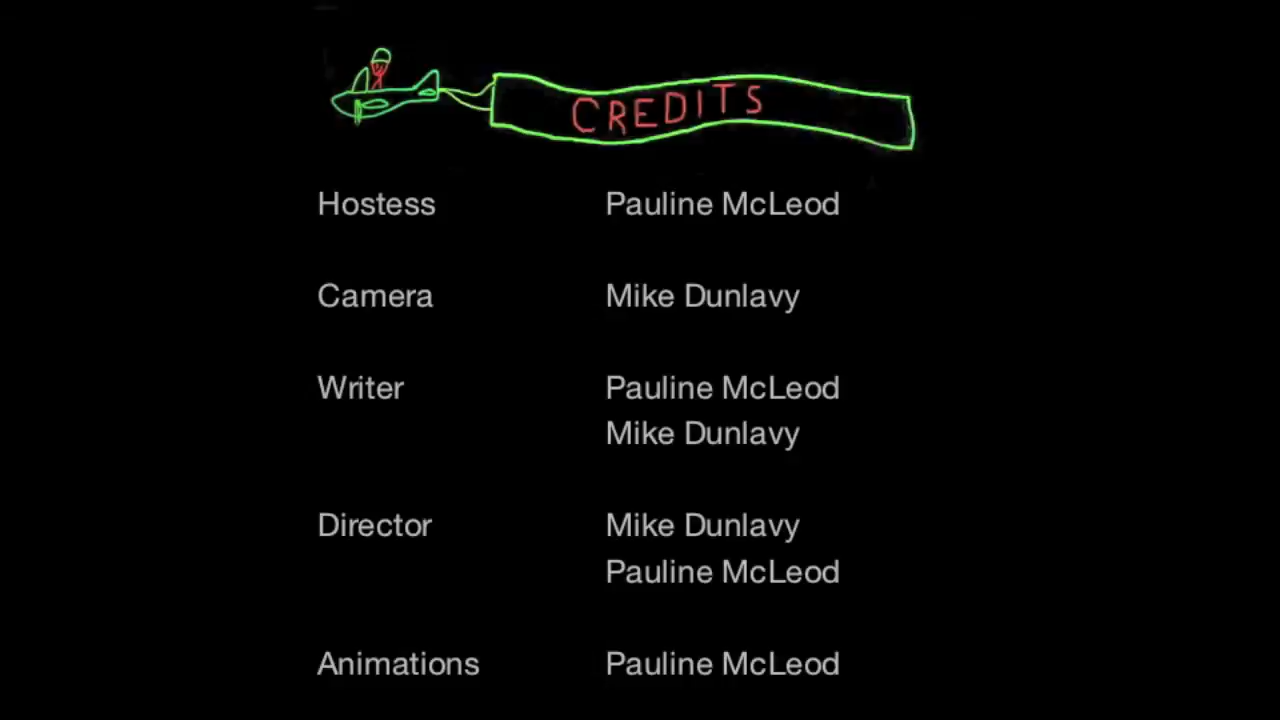 CREDITS
Hostess Pauline McLeod
Camera Mike Dunlavy
Writer Pauline McLeod
Mike Dunlavy
Director Mike Dunlavy
Pauline McLeod
Animations Pauline McLeod